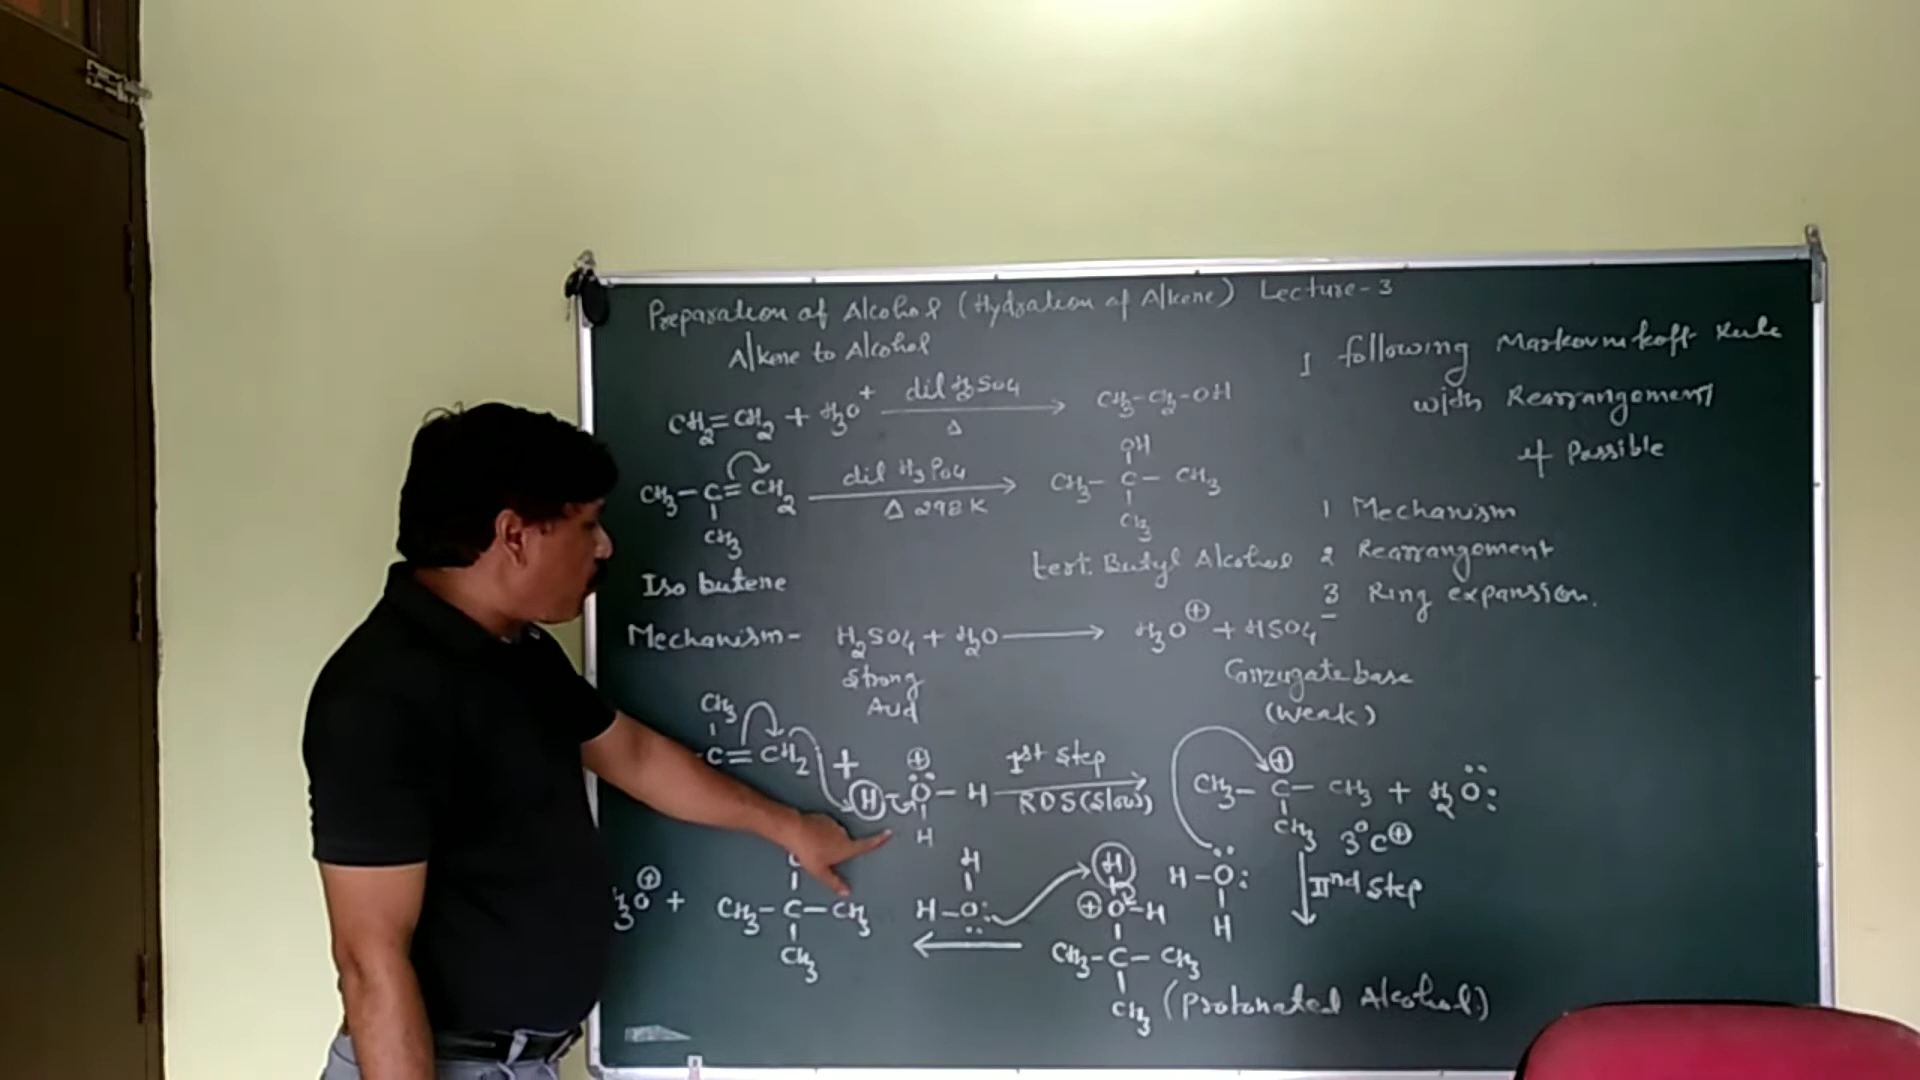 Preparation of Alcohol (Hydration of Alkene) Lecture-3
Alkene to Alcohol
1 following Markovnikoff Rule
with Rearrangement
if Possible
CH2=CH2 + H3O+ dil H2SO4 Δ CH3-CH2-OH
CH3-C=CH2 dil H3PO4 Δ 298K CH3-C-CH3
OH
CH3
CH3
Iso butene
tert. Butyl Alcohol
1 Mechanism
2 Rearrangement
3 Ring expansion.
Mechanism- H2SO4 + H2O → H3O⊕ + HSO4-
Strong
Acid
Conzugate base
(Weak)
CH3
-C=CH2 + H-O-H 1st Step CH3-C-CH3 + H2O:
⊕
H
RDS(slow)
⊕
CH3 3°C⊕
H3O⊕ + CH3-C-CH3
CH3
H
H-O:
H
⊕O-H
CH3-C-CH3
CH3 (Protonated Alcohol)
H-O:
H
IInd Step